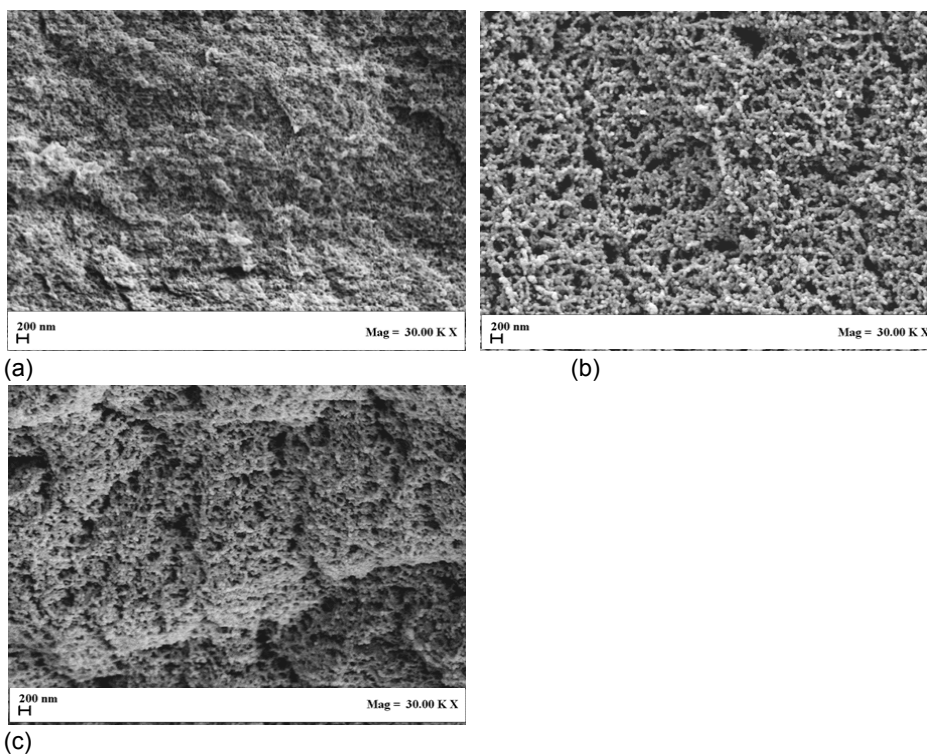 200 nm
Mag = 30.00 K X
200 nm
Mag = 30.00 K X
(a)
(b)
200 nm
Mag = 30.00 K X
(c)